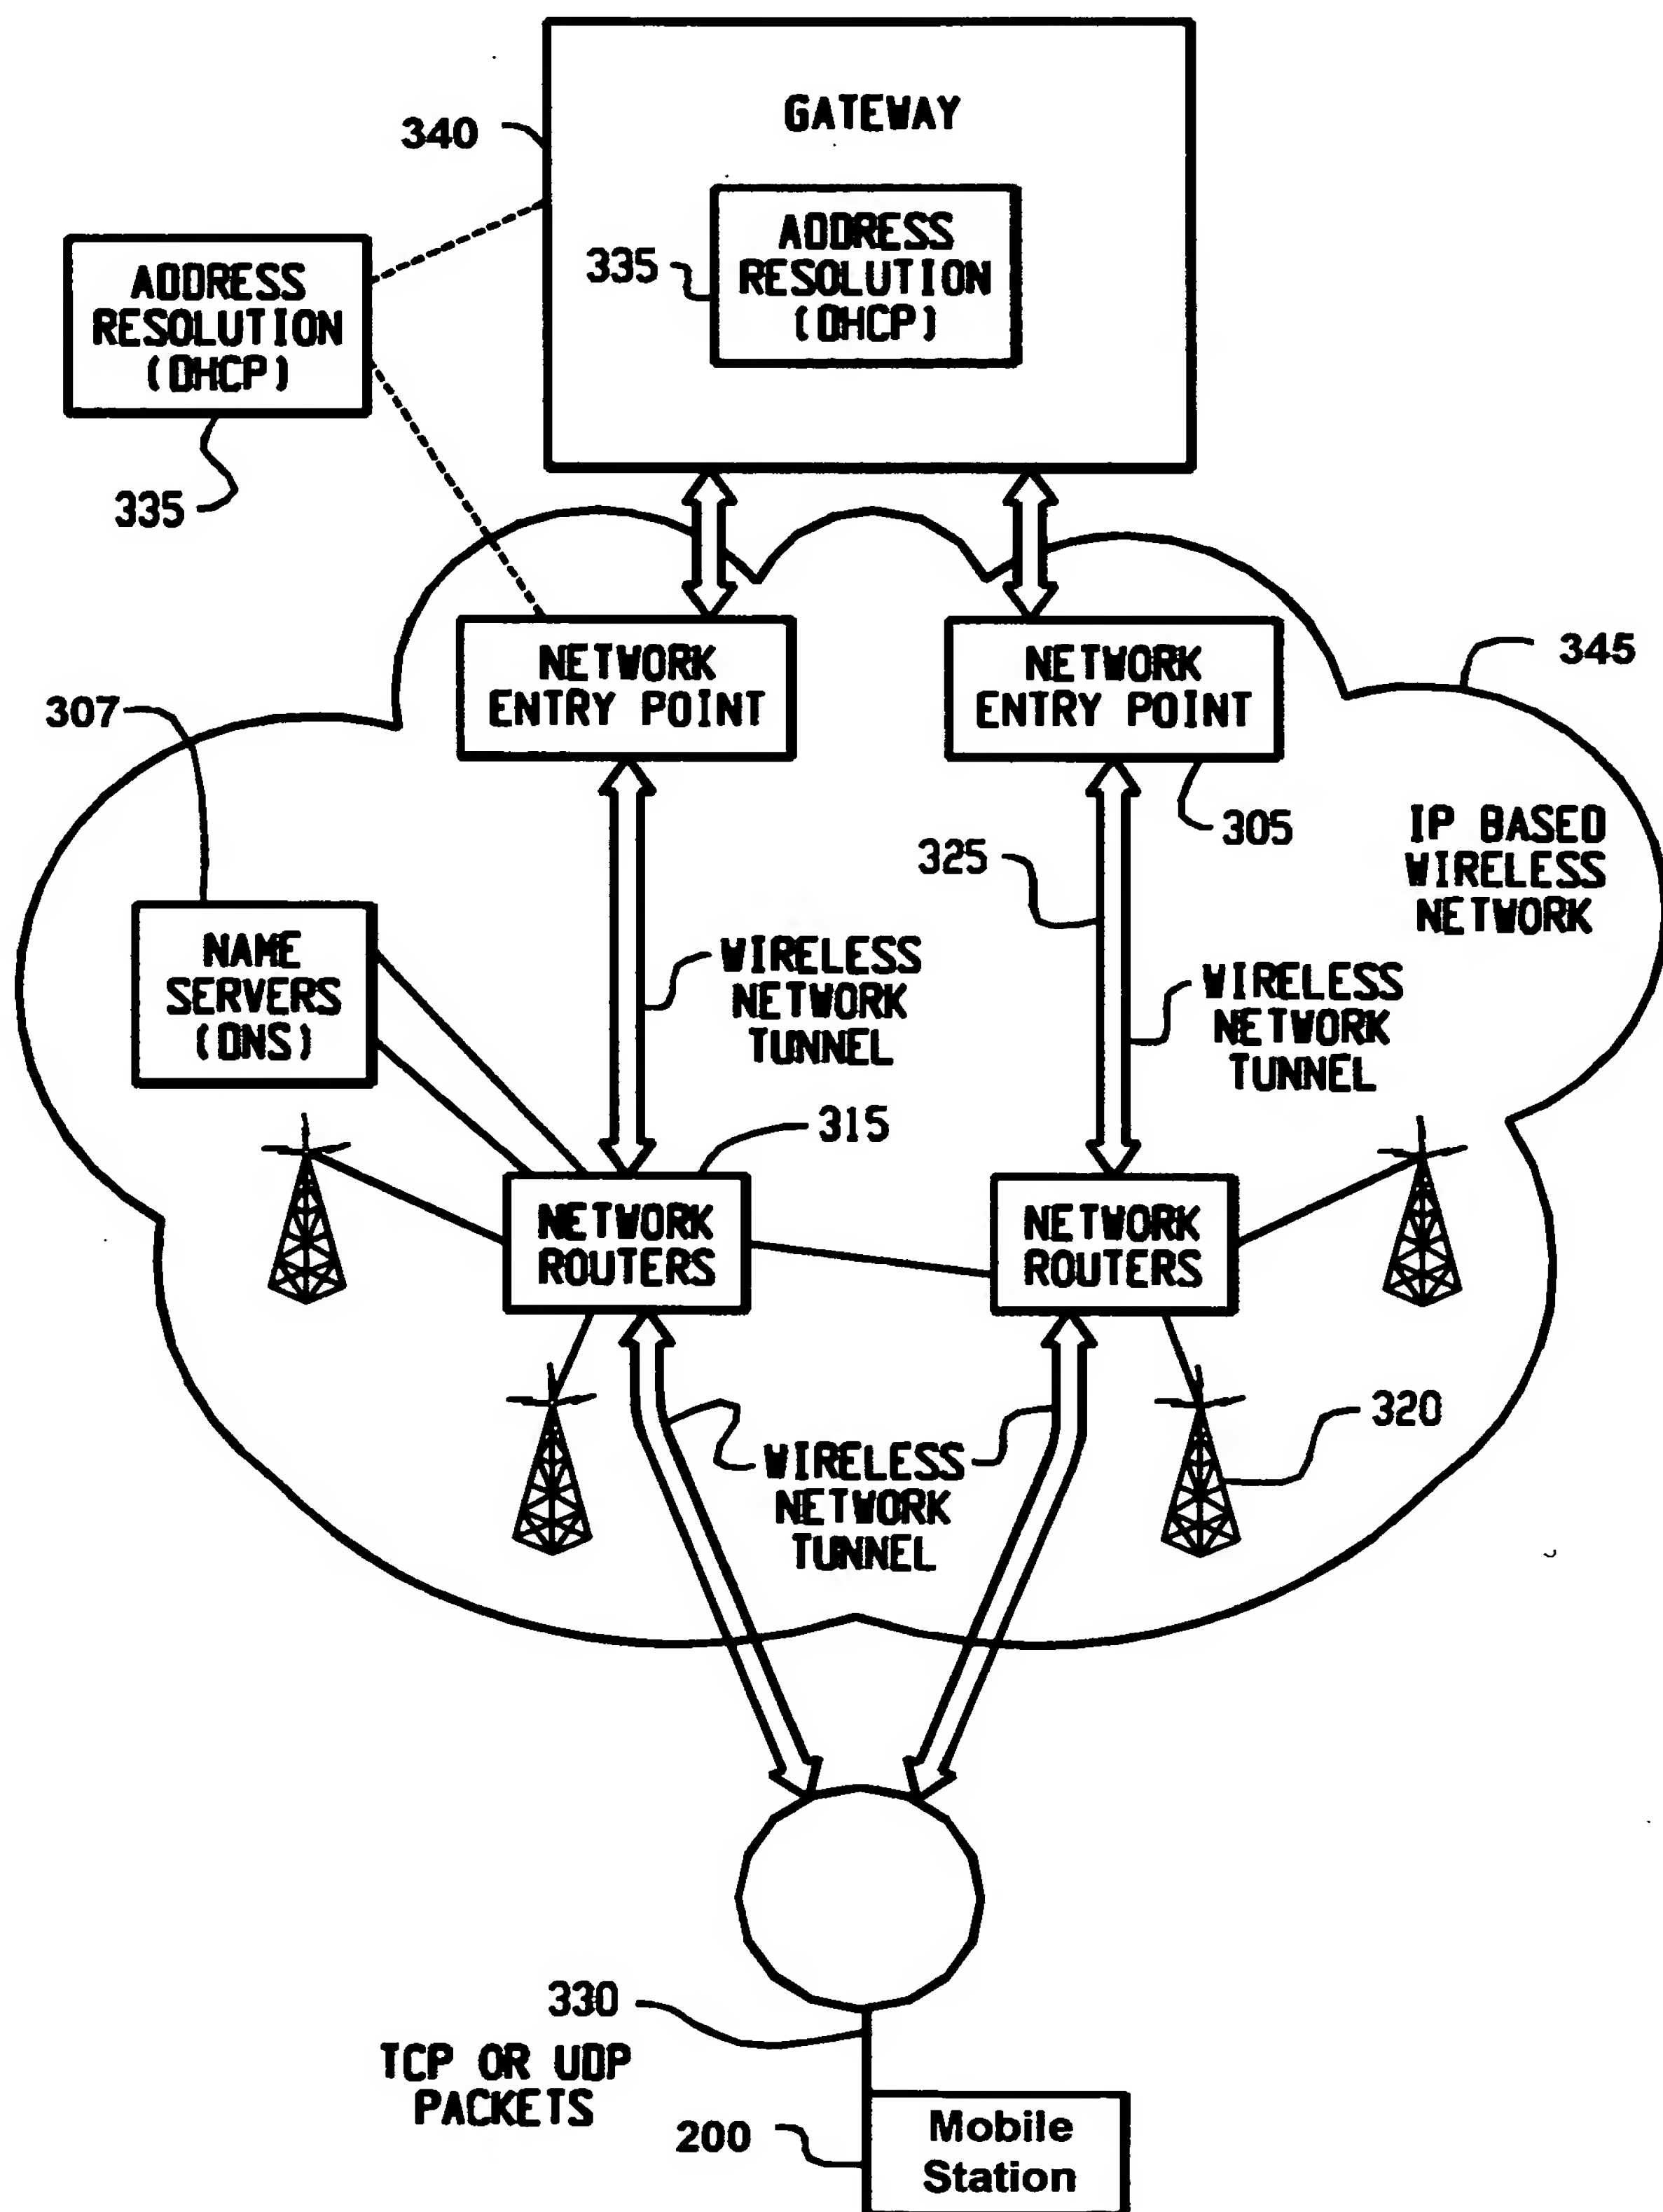 GATEWAY
340
ADDRESS
RESOLUTION
(DHCP)
335
ADDRESS
RESOLUTION
(DHCP)
335
NETWORK
ENTRY POINT
NETWORK
ENTRY POINT
345
307
305
325
IP BASED
WIRELESS
NETWORK
NAME
SERVERS
(DNS)
WIRELESS
NETWORK
TUNNEL
WIRELESS
NETWORK
TUNNEL
315
NETWORK
ROUTERS
NETWORK
ROUTERS
320
WIRELESS
NETWORK
TUNNEL
330
TCP OR UDP
PACKETS
200
Mobile
Station